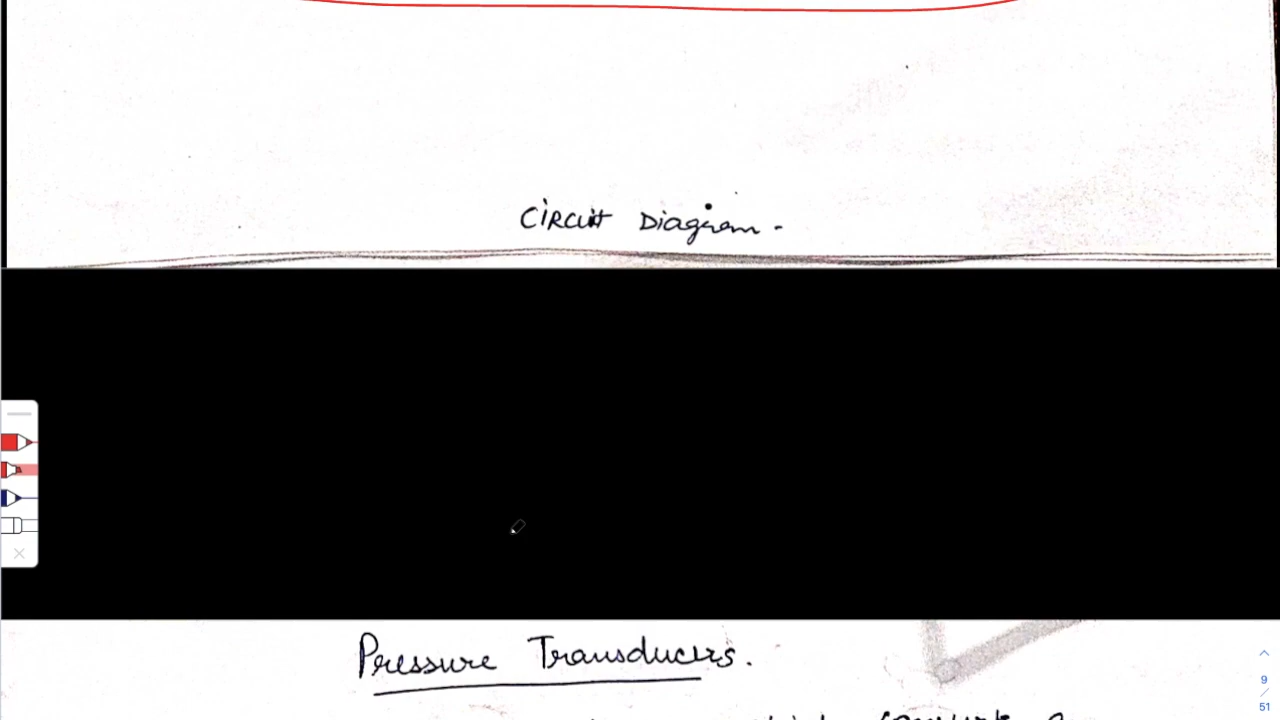 Circuit Diagram -
Pressure Transducers.
9
/
51